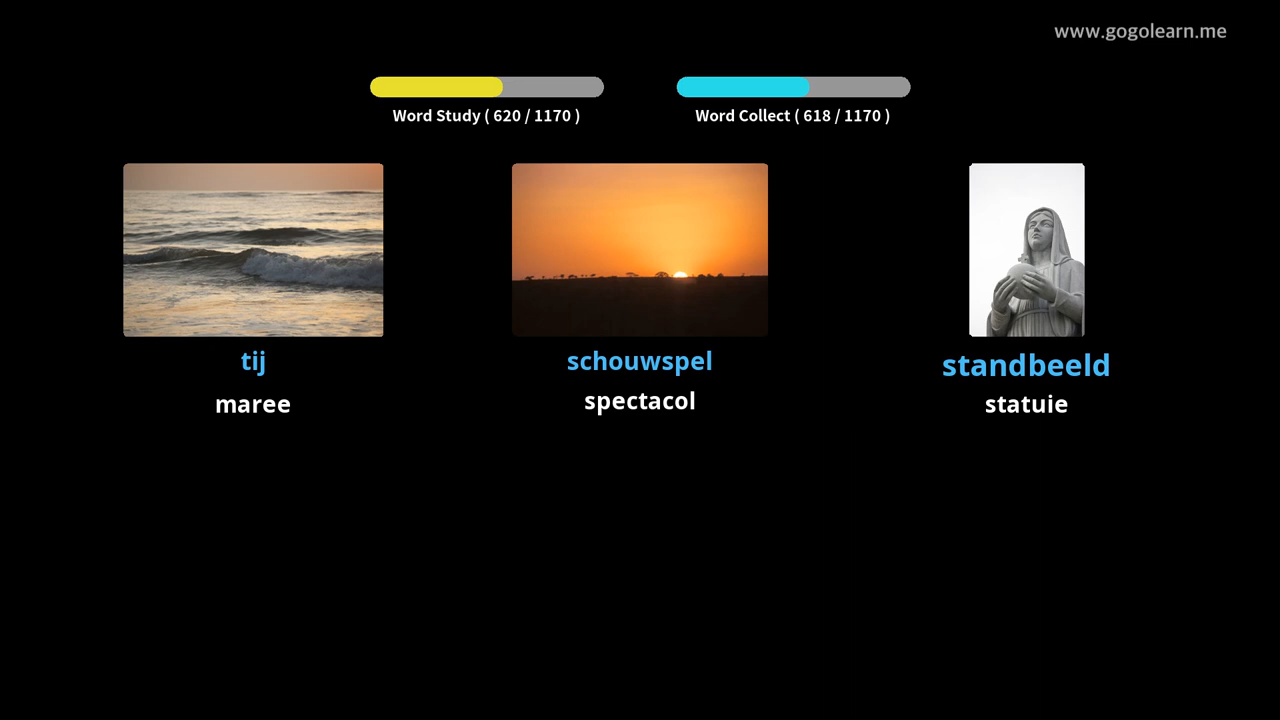 www.gogolearn.me
Word Study ( 620 / 1170 )
Word Collect ( 618 / 1170 )
tij
schouwspel
standbeeld
maree
spectacol
statuie